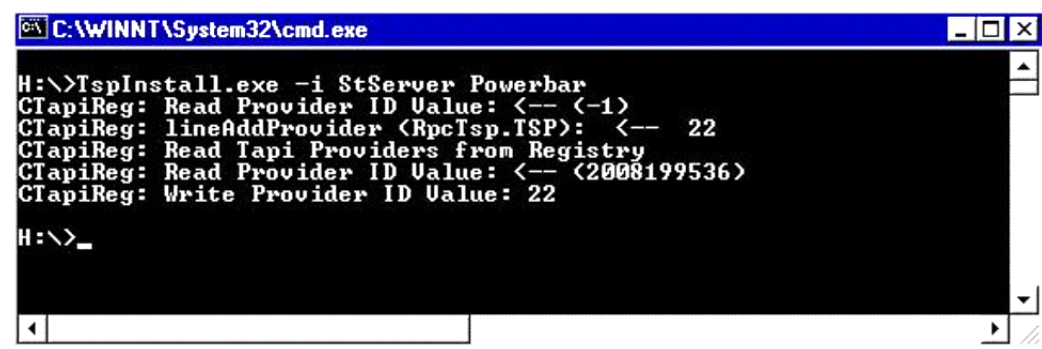 C:\WINNT\System32\cmd.exe
H:\>TspInstall.exe -i StServer Powerbar
CTapiReg: Read Provider ID Value: <-- (-1)
CTapiReg: lineAddProvider (RpcTsp.TSP):  <--  22
CTapiReg: Read Tapi Providers from Registry
CTapiReg: Read Provider ID Value: <-- (2008199536)
CTapiReg: Write Provider ID Value: 22
H:\>_